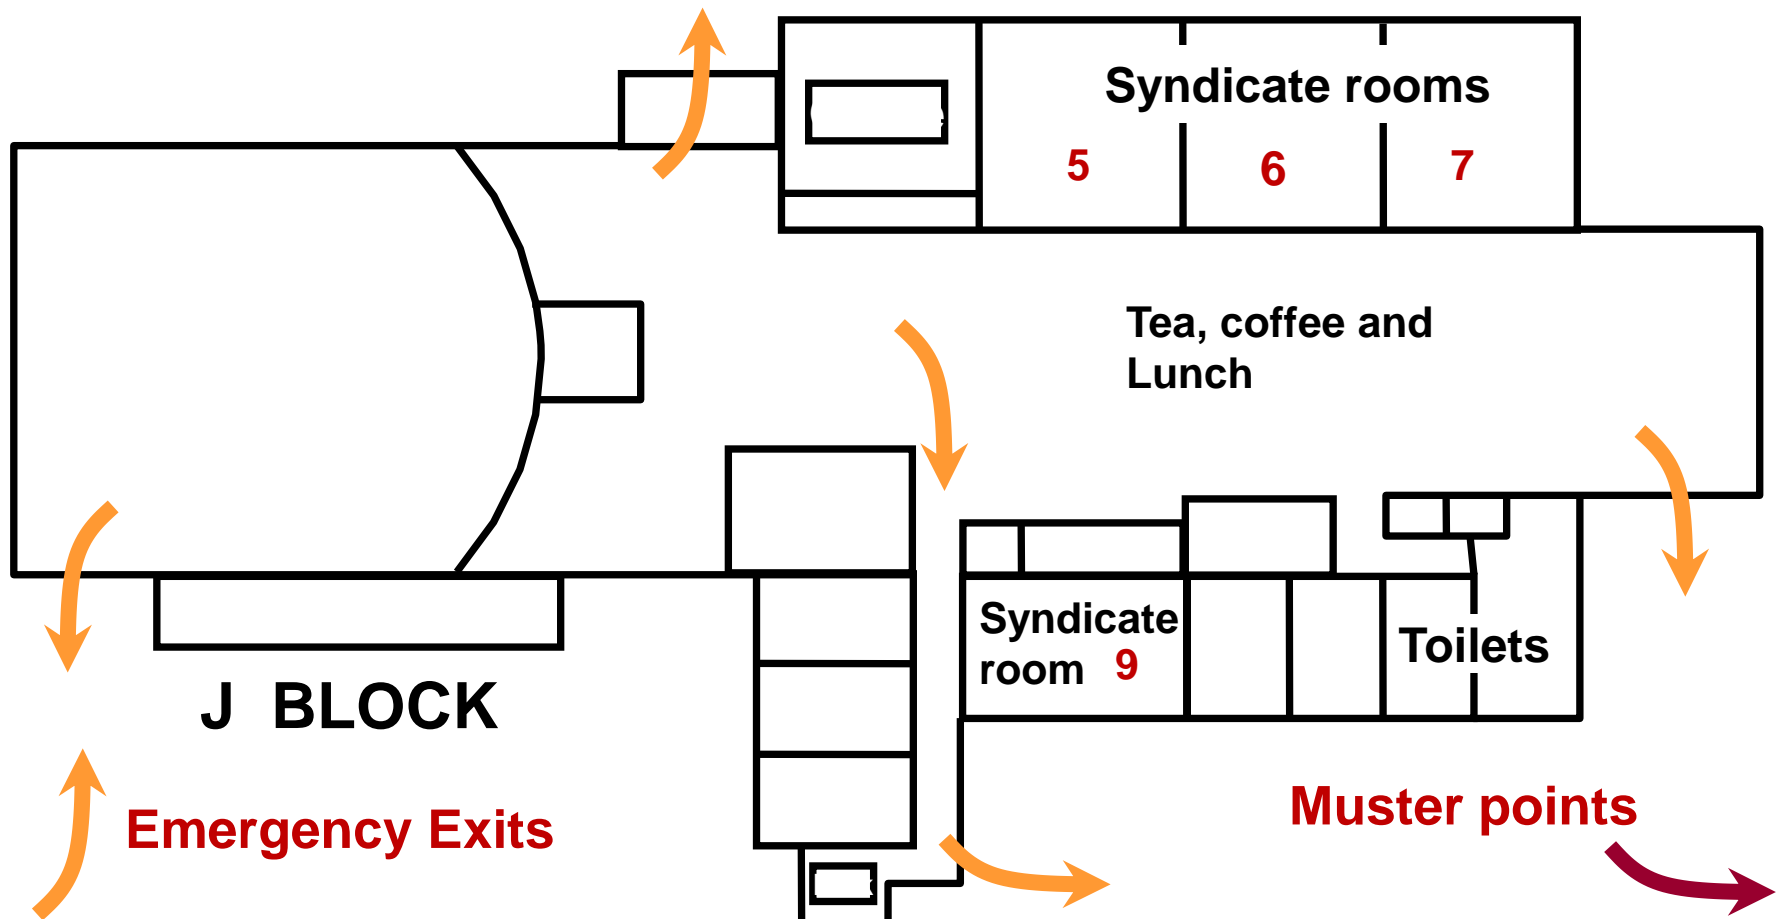 Syndicate rooms
5 6 7
Tea, coffee and
Lunch
Syndicate
room 9
Toilets
J BLOCK
Emergency Exits
Muster points